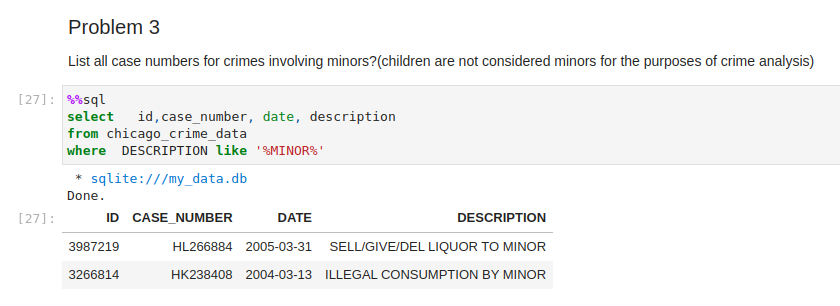 Problem 3
List all case numbers for crimes involving minors?(children are not considered minors for the purposes of crime analysis)
[27]: %%sql
select   id,case_number, date, description
from chicago_crime_data
where  DESCRIPTION like '%MINOR%'
* sqlite:///my_data.db
Done.
[27]: ID CASE_NUMBER DATE DESCRIPTION
3987219 HL266884 2005-03-31 SELL/GIVE/DEL LIQUOR TO MINOR
3266814 HK238408 2004-03-13 ILLEGAL CONSUMPTION BY MINOR